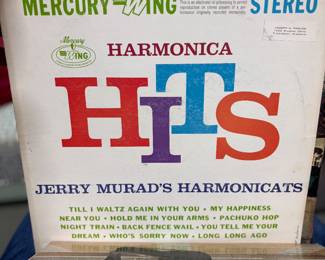 MERCURY-WING
STEREO
Mercury
WING
HARMONICA
HITS
JERRY MURAD'S HARMONICATS
TILL I WALTZ AGAIN WITH YOU • MY HAPPINESS
NEAR YOU • HOLD ME IN YOUR ARMS • PACHUKO HOP
NIGHT TRAIN • BACK FENCE WAIL • YOU TELL ME YOUR
DREAM • WHO'S SORRY NOW • LONG LONG AGO